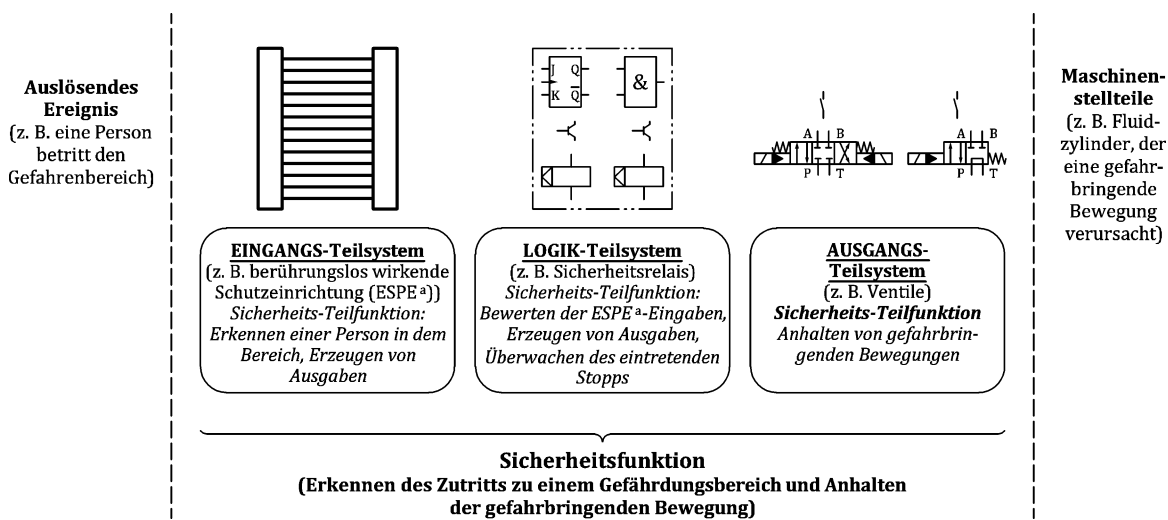 Auslösendes
Ereignis
(z. B. eine Person
betritt den
Gefahrenbereich)
J Q
K Q̅
&
A B
P T
A B
P T
EINGANGS-Teilsystem
(z. B. berührungslos wirkende
Schutzeinrichtung (ESPE a))
Sicherheits-Teilfunktion:
Erkennen einer Person in dem
Bereich, Erzeugen von
Ausgaben
LOGIK-Teilsystem
(z. B. Sicherheitsrelais)
Sicherheits-Teilfunktion:
Bewerten der ESPE a-Eingaben,
Erzeugen von Ausgaben,
Überwachen des eintretenden
Stopps
AUSGANGS-
Teilsystem
(z. B. Ventile)
Sicherheits-Teilfunktion
Anhalten von gefahrbrin-
genden Bewegungen
Maschinen-
stellteile
(z. B. Fluid-
zylinder, der
eine gefahr-
bringende
Bewegung
verursacht)
Sicherheitsfunktion
(Erkennen des Zutritts zu einem Gefährdungsbereich und Anhalten
der gefahrbringenden Bewegung)